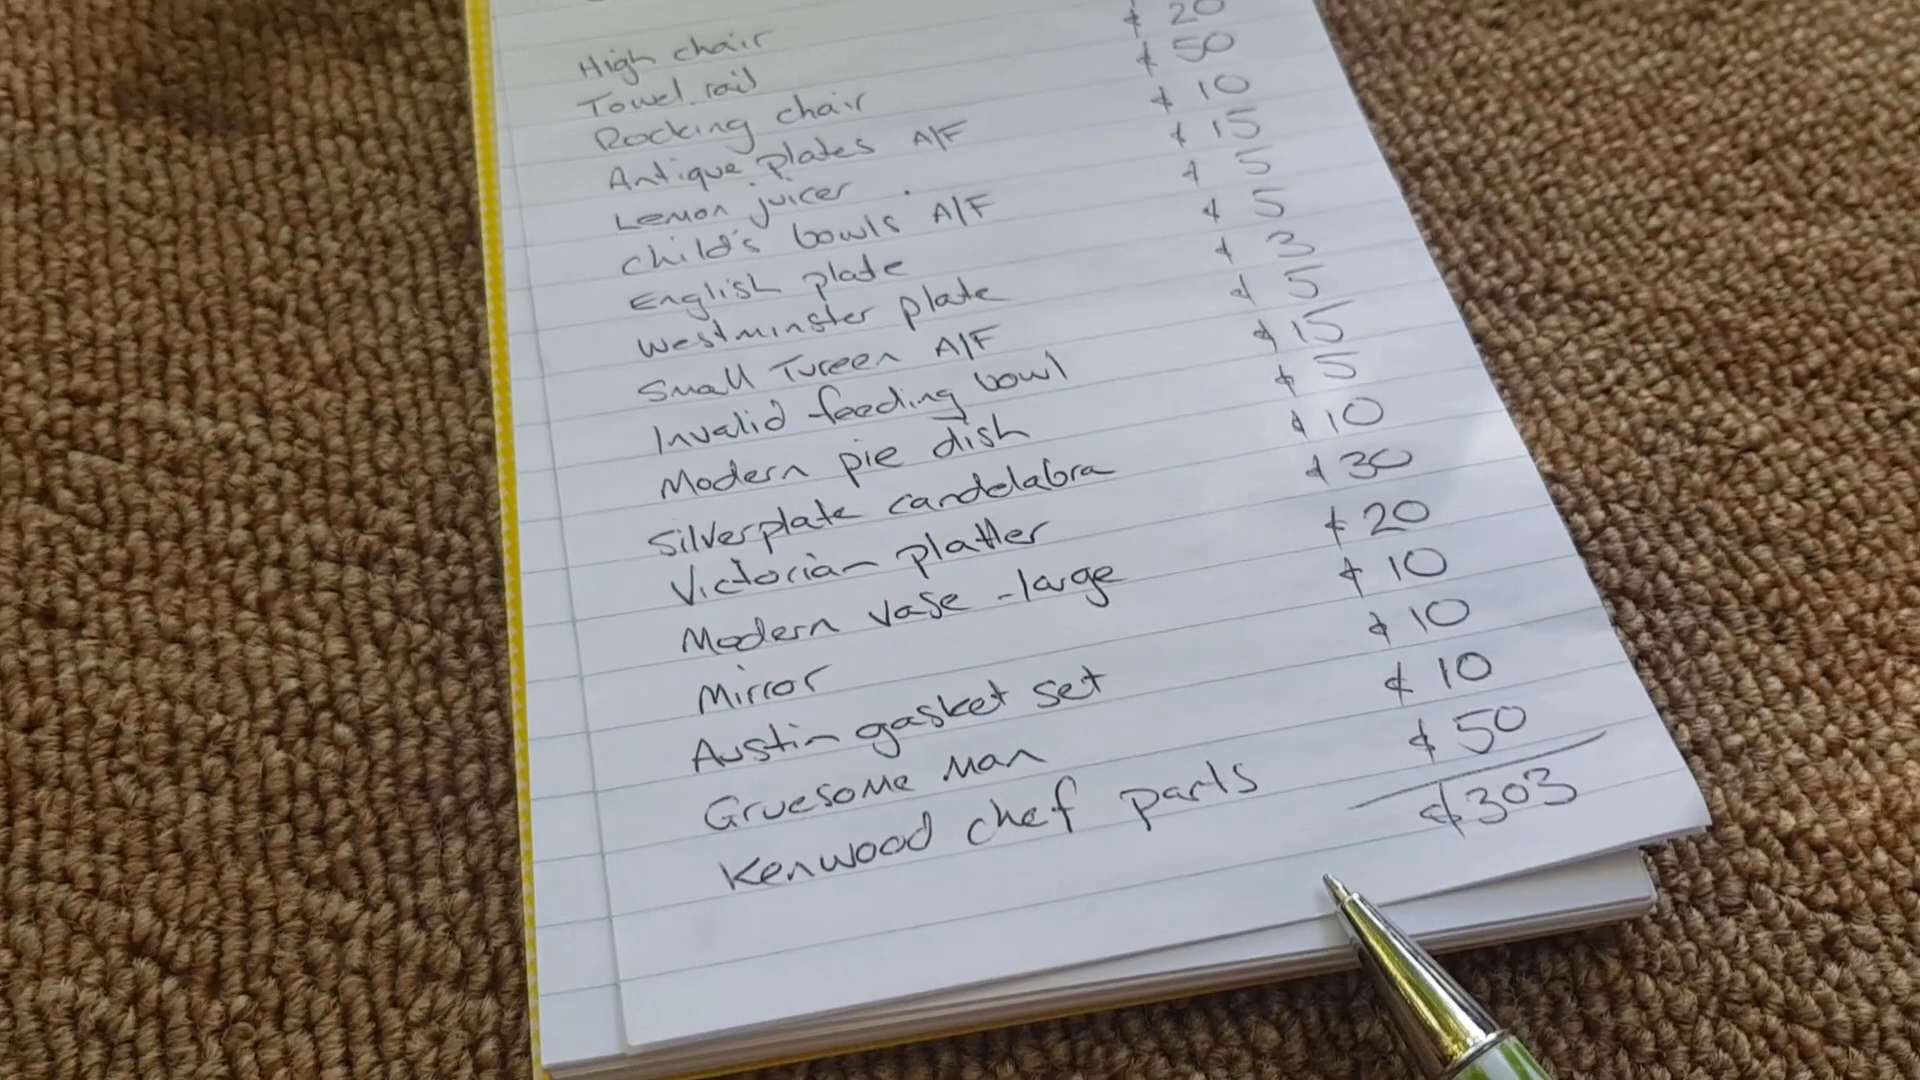 High chair
Towel rail $ 20
Rocking chair $ 50
Antique plates A/F $ 10
Lemon juicer $ 15
Child's bowls A/F $ 5
English plate $ 5
Westminster plate $ 3
Small Tureen A/F $ 5
Invalid feeding bowl $ 15
Modern pie dish $ 5
Silverplate candelabra $ 10
Victorian platter $ 30
Modern vase - large $ 20
Mirror $ 10
Austin gasket set $ 10
Gruesome Man $ 10
Kenwood chef parts $ 50
$303